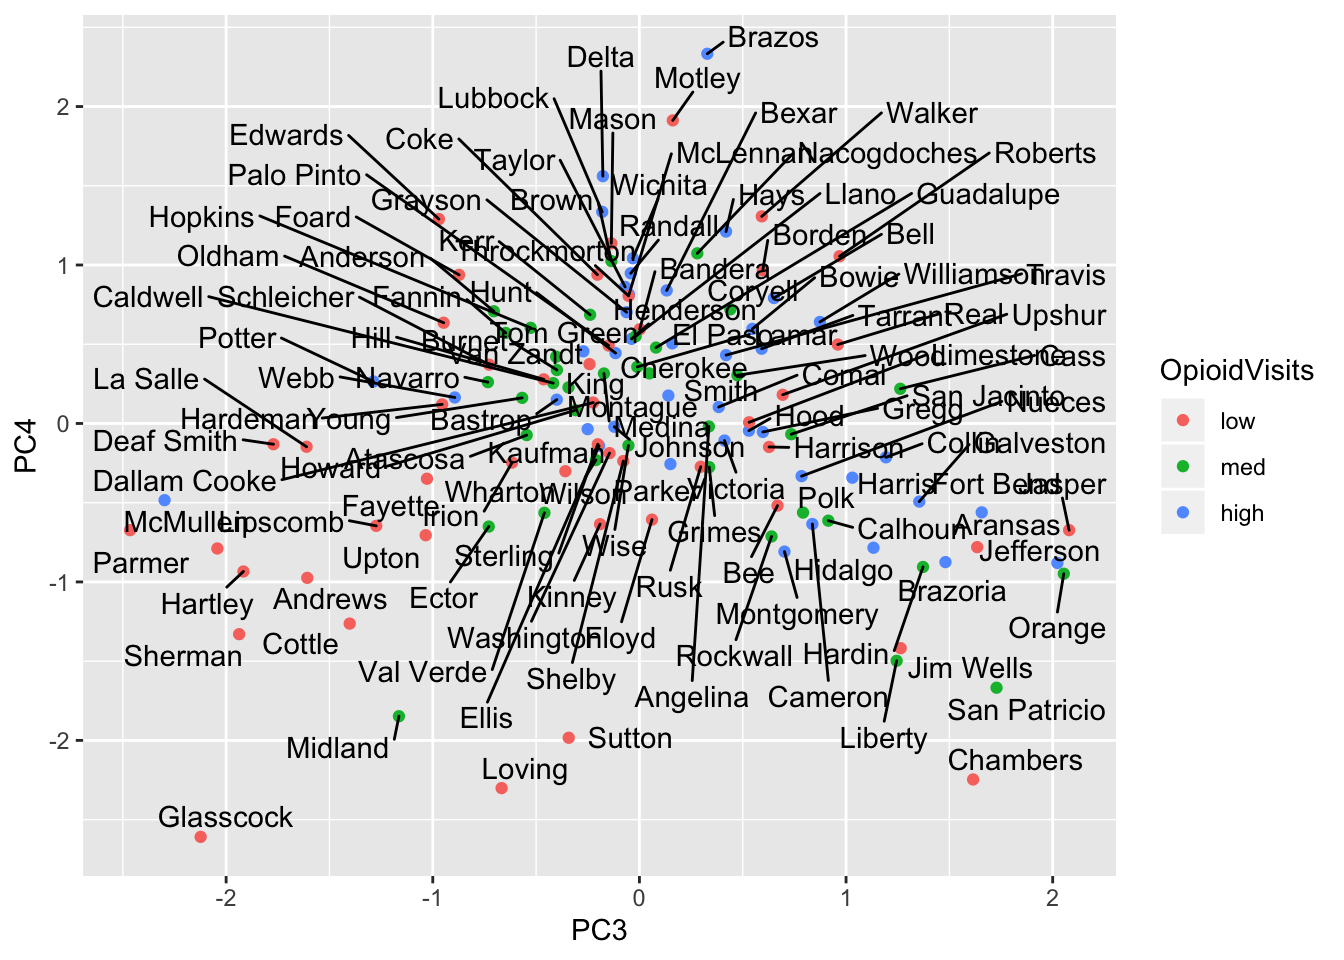 Brazos
Delta
Motley
Lubbock
Mason
Bexar
Walker
Edwards
Coke
Taylor
McLennan
Nacogdoches
Roberts
Palo Pinto
Grayson
Brown
Wichita
Hays
Llano
Guadalupe
Hopkins
Foard
Kerr
Throckmorton
Randall
Borden
Bell
Oldham
Anderson
Bandera
Bowie
Williamson
Travis
Caldwell
Schleicher
Fannin
Hunt
Henderson
Coryell
Tarrant
Real
Upshur
Potter
Hill
Burnet
Tom Green
El Paso
Lamar
Van Zandt
Wood
Limestone
Cass
La Salle
Webb
Navarro
King
Cherokee
Smith
Comal
San Jacinto
Nueces
Hardeman
Young
Bastrop
Montague
Medina
Hood
Gregg
Deaf Smith
Howard
Atascosa
Kaufman
Johnson
Harrison
Collin
Galveston
Dallam
Cooke
Wharton
Wilson
Parker
Victoria
Polk
Harris
Fort Bend
Jasper
McMullen
Lipscomb
Fayette
Irion
Grimes
Calhoun
Aransas
Parmer
Upton
Sterling
Wise
Bee
Hidalgo
Jefferson
Hartley
Andrews
Ector
Kinney
Rusk
Montgomery
Brazoria
Orange
Sherman
Cottle
Washington
Floyd
Rockwall
Hardin
Jim Wells
Val Verde
Shelby
Angelina
Cameron
San Patricio
Ellis
Midland
Sutton
Liberty
Chambers
Loving
Glasscock
2
1
0
-1
-2
PC4
-2
-1
0
1
2
PC3
OpioidVisits
low
med
high